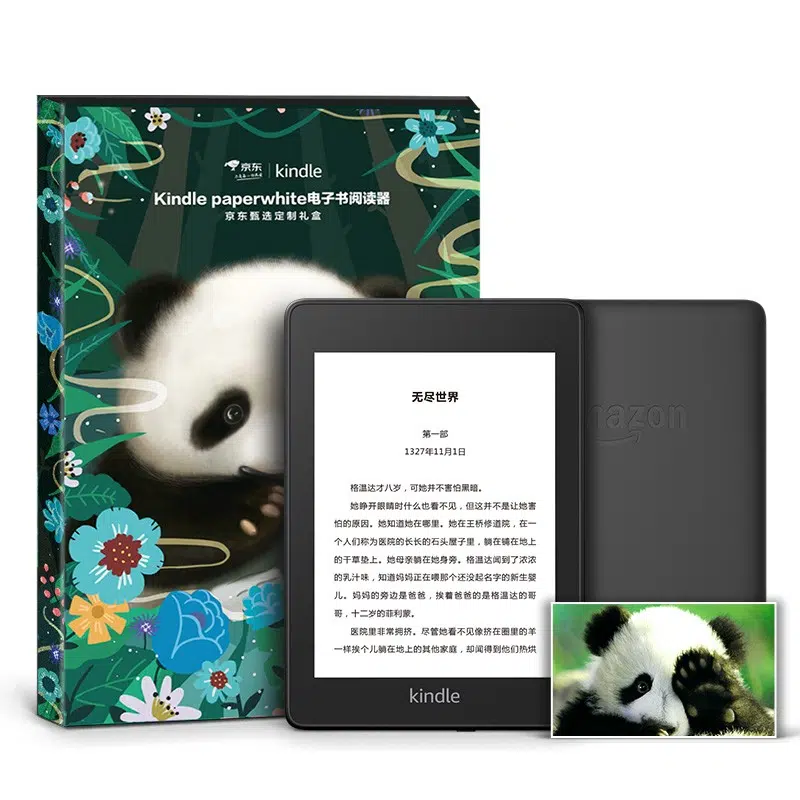 京东 | kindle
Kindle paperwhite电子书阅读器
京东甄选定制礼盒
无尽世界
第一部
1327年11月1日
格温达才八岁，可她并不害怕黑暗。
她睁开眼睛时什么也看不见，但这并不是让她害
怕的原因。她知道她在哪里。她在王桥修道院，在一
个人们称为医院的长长的石头屋子里，躺在铺在地上
的干草垫上。她母亲躺在她身旁。格温达闻到了浓浓
的乳汁味，知道妈妈正在喂那个还没起名字的新生婴
儿。妈妈的旁边是爸爸，挨着爸爸的是格温达的哥
哥，十二岁的菲利蒙。
医院里非常拥挤。尽管她看不见像挤在圈里的羊
一样挨个儿躺在地上的其他家庭，却闻得到他们热烘
kindle
amazon